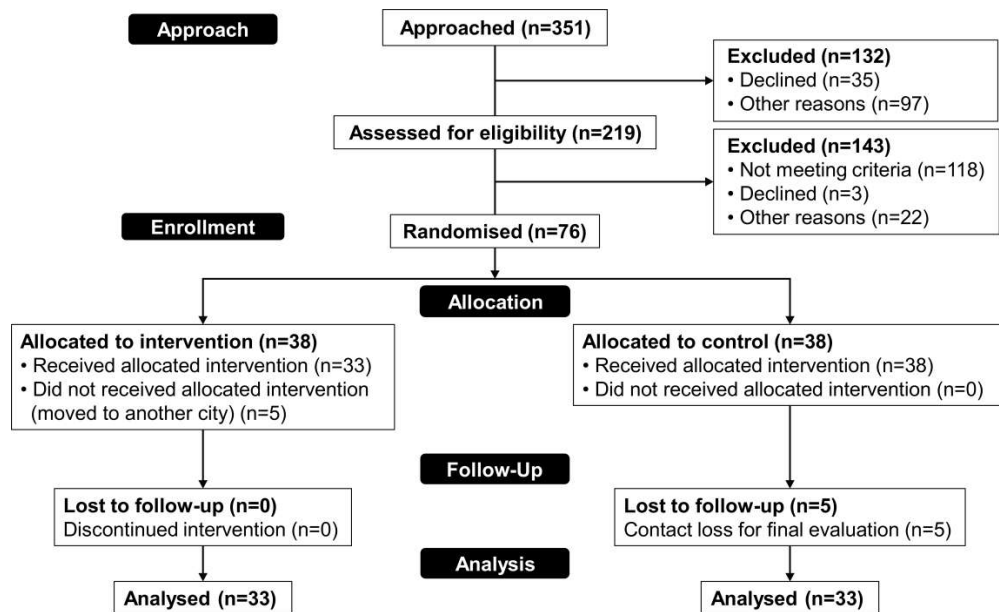 Approach
Approached (n=351)
Excluded (n=132)
• Declined (n=35)
• Other reasons (n=97)
Assessed for eligibility (n=219)
Excluded (n=143)
• Not meeting criteria (n=118)
• Declined (n=3)
• Other reasons (n=22)
Enrollment
Randomised (n=76)
Allocation
Allocated to intervention (n=38)
• Received allocated intervention (n=33)
• Did not received allocated intervention
(moved to another city) (n=5)
Allocated to control (n=38)
• Received allocated intervention (n=38)
• Did not received allocated intervention (n=0)
Follow-Up
Lost to follow-up (n=0)
Discontinued intervention (n=0)
Lost to follow-up (n=5)
Contact loss for final evaluation (n=5)
Analysis
Analysed (n=33)
Analysed (n=33)